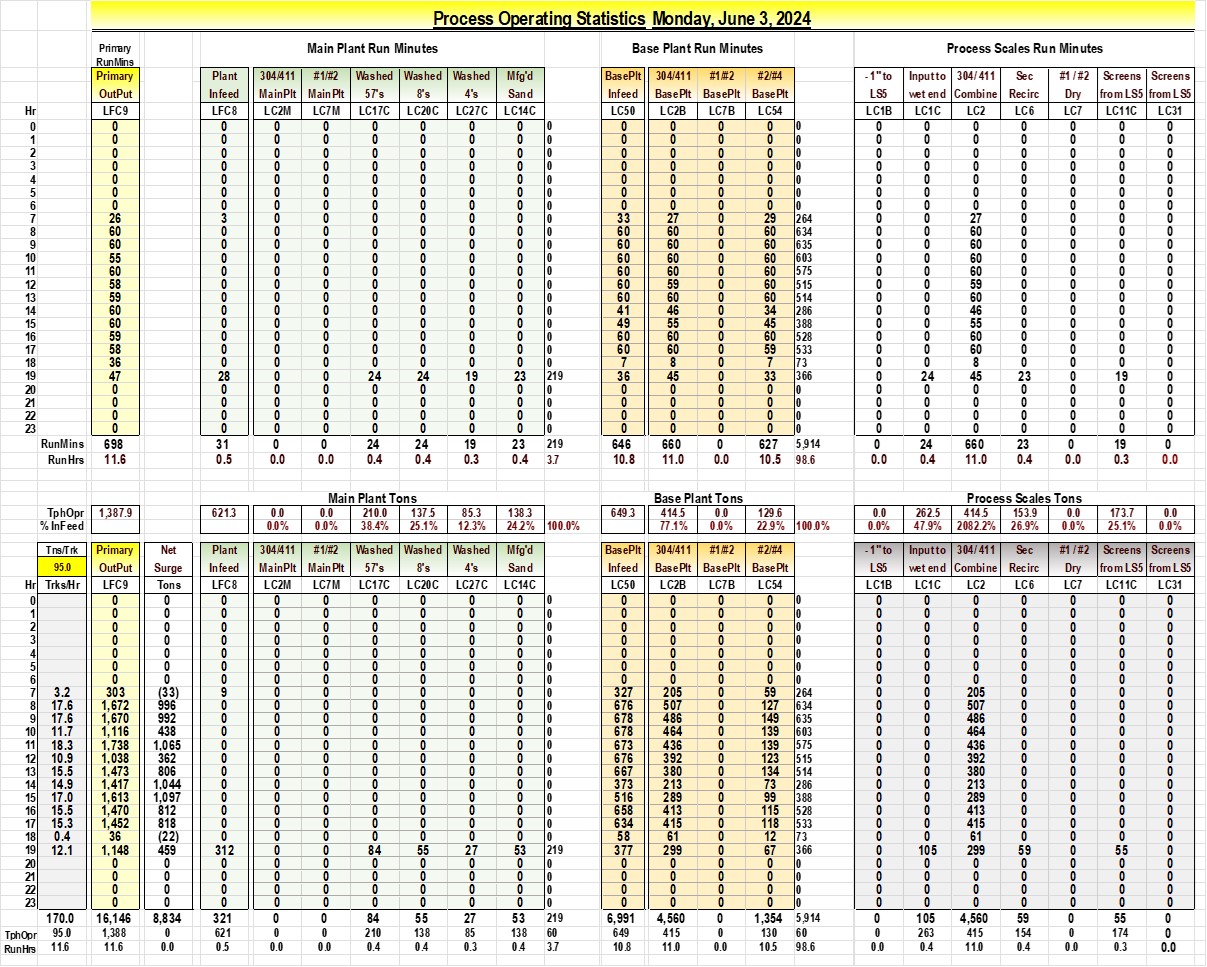 Process Operating Statistics Monday, June 3, 2024
Primary Main Plant Run Minutes Base Plant Run Minutes Process Scales Run Minutes
RunMins
Primary Plant 304/411 #1/#2 Washed Washed Washed Mfg'd BasePlt 304/411 #1/#2 #2/#4 -1" to Input to 304/ 411 Sec #1 / #2 Screens Screens
OutPut Infeed MainPlt MainPlt 57's 8's 4's Sand Infeed BasePlt BasePlt BasePlt LS5 wet end Combine Recirc Dry from LS5 from LS5
Hr LFC9 LFC8 LC2M LC7M LC17C LC20C LC27C LC14C LC50 LC2B LC7B LC54 LC1B LC1C LC2 LC6 LC7 LC11C LC31
0 0 0 0 0 0 0 0 0 0 0 0 0 0 0 0 0 0 0 0 0 0
1 0 0 0 0 0 0 0 0 0 0 0 0 0 0 0 0 0 0 0 0 0
2 0 0 0 0 0 0 0 0 0 0 0 0 0 0 0 0 0 0 0 0 0
3 0 0 0 0 0 0 0 0 0 0 0 0 0 0 0 0 0 0 0 0 0
4 0 0 0 0 0 0 0 0 0 0 0 0 0 0 0 0 0 0 0 0 0
5 0 0 0 0 0 0 0 0 0 0 0 0 0 0 0 0 0 0 0 0 0
6 0 0 0 0 0 0 0 0 0 0 0 0 0 0 0 0 0 0 0 0 0
7 26 3 0 0 0 0 0 0 0 33 27 0 29 264 0 0 27 0 0 0 0
8 60 0 0 0 0 0 0 0 0 60 60 0 60 634 0 0 60 0 0 0 0
9 60 0 0 0 0 0 0 0 0 60 60 0 60 635 0 0 60 0 0 0 0
10 55 0 0 0 0 0 0 0 0 60 60 0 60 603 0 0 60 0 0 0 0
11 60 0 0 0 0 0 0 0 0 60 60 0 60 575 0 0 60 0 0 0 0
12 58 0 0 0 0 0 0 0 0 60 59 0 60 515 0 0 59 0 0 0 0
13 59 0 0 0 0 0 0 0 0 60 60 0 60 514 0 0 60 0 0 0 0
14 60 0 0 0 0 0 0 0 0 41 46 0 34 286 0 0 46 0 0 0 0
15 60 0 0 0 0 0 0 0 0 49 55 0 45 388 0 0 55 0 0 0 0
16 59 0 0 0 0 0 0 0 0 60 60 0 60 528 0 0 60 0 0 0 0
17 58 0 0 0 0 0 0 0 0 60 60 0 59 533 0 0 60 0 0 0 0
18 36 0 0 0 0 0 0 0 0 7 8 0 7 73 0 0 8 0 0 0 0
19 47 28 0 0 24 24 19 23 219 36 45 0 33 366 0 24 45 23 0 19 0
20 0 0 0 0 0 0 0 0 0 0 0 0 0 0 0 0 0 0 0 0 0
21 0 0 0 0 0 0 0 0 0 0 0 0 0 0 0 0 0 0 0 0 0
22 0 0 0 0 0 0 0 0 0 0 0 0 0 0 0 0 0 0 0 0 0
23 0 0 0 0 0 0 0 0 0 0 0 0 0 0 0 0 0 0 0 0 0
RunMins 698 31 0 0 24 24 19 23 219 646 660 0 627 5,914 0 24 660 23 0 19 0
RunHrs 11.6 0.5 0.0 0.0 0.4 0.4 0.3 0.4 3.7 10.8 11.0 0.0 10.5 98.6 0.0 0.4 11.0 0.4 0.0 0.3 0.0
Main Plant Tons Base Plant Tons Process Scales Tons
TphOpr 1,387.9 621.3 0.0 0.0 210.0 137.5 85.3 138.3 649.3 414.5 0.0 129.6 0.0 262.5 414.5 153.9 0.0 173.7 0.0
% InFeed 0.0% 0.0% 38.4% 25.1% 12.3% 24.2% 100.0% 77.1% 0.0% 22.9% 100.0% 0.0% 47.9% 2082.2% 26.9% 0.0% 25.1% 0.0%
Tns/Trk Primary Net Plant 304/411 #1/#2 Washed Washed Washed Mfg'd BasePlt 304/411 #1/#2 #2/#4 -1" to Input to 304/ 411 Sec #1 / #2 Screens Screens
95.0 OutPut Surge Infeed MainPlt MainPlt 57's 8's 4's Sand Infeed BasePlt BasePlt BasePlt LS5 wet end Combine Recirc Dry from LS5 from LS5
Hr Trks/Hr LFC9 Tons LFC8 LC2M LC7M LC17C LC20C LC27C LC14C LC50 LC2B LC7B LC54 LC1B LC1C LC2 LC6 LC7 LC11C LC31
0 0 0 0 0 0 0 0 0 0 0 0 0 0 0 0 0 0 0 0 0 0 0
1 0 0 0 0 0 0 0 0 0 0 0 0 0 0 0 0 0 0 0 0 0 0
2 0 0 0 0 0 0 0 0 0 0 0 0 0 0 0 0 0 0 0 0 0 0
3 0 0 0 0 0 0 0 0 0 0 0 0 0 0 0 0 0 0 0 0 0 0
4 0 0 0 0 0 0 0 0 0 0 0 0 0 0 0 0 0 0 0 0 0 0
5 0 0 0 0 0 0 0 0 0 0 0 0 0 0 0 0 0 0 0 0 0 0
6 0 0 0 0 0 0 0 0 0 0 0 0 0 0 0 0 0 0 0 0 0 0
7 3.2 303 (33) 9 0 0 0 0 0 0 0 327 205 0 59 264 0 0 205 0 0 0 0
8 17.6 1,672 996 0 0 0 0 0 0 0 0 676 507 0 127 634 0 0 507 0 0 0 0
9 17.6 1,670 992 0 0 0 0 0 0 0 0 678 486 0 149 635 0 0 486 0 0 0 0
10 11.7 1,116 438 0 0 0 0 0 0 0 0 678 464 0 139 603 0 0 464 0 0 0 0
11 18.3 1,738 1,065 0 0 0 0 0 0 0 0 673 436 0 139 575 0 0 436 0 0 0 0
12 10.9 1,038 362 0 0 0 0 0 0 0 0 676 392 0 123 515 0 0 392 0 0 0 0
13 15.5 1,473 806 0 0 0 0 0 0 0 0 667 380 0 134 514 0 0 380 0 0 0 0
14 14.9 1,417 1,044 0 0 0 0 0 0 0 0 373 213 0 73 286 0 0 213 0 0 0 0
15 17.0 1,613 1,097 0 0 0 0 0 0 0 0 516 289 0 99 388 0 0 289 0 0 0 0
16 15.5 1,470 812 0 0 0 0 0 0 0 0 658 413 0 115 528 0 0 413 0 0 0 0
17 15.3 1,452 818 0 0 0 0 0 0 0 0 634 415 0 118 533 0 0 415 0 0 0 0
18 0.4 36 (22) 0 0 0 0 0 0 0 0 58 61 0 12 73 0 0 61 0 0 0 0
19 12.1 1,148 459 312 0 0 84 55 27 53 219 377 299 0 67 366 0 105 299 59 0 55 0
20 0 0 0 0 0 0 0 0 0 0 0 0 0 0 0 0 0 0 0 0 0 0
21 0 0 0 0 0 0 0 0 0 0 0 0 0 0 0 0 0 0 0 0 0 0
22 0 0 0 0 0 0 0 0 0 0 0 0 0 0 0 0 0 0 0 0 0 0
23 0 0 0 0 0 0 0 0 0 0 0 0 0 0 0 0 0 0 0 0 0 0
170.0 16,146 8,834 321 0 0 84 55 27 53 219 6,991 4,560 0 1,354 5,914 0 105 4,560 59 0 55 0
TphOpr 95.0 1,388 0 621 0 0 210 138 85 138 60 649 415 0 130 60 0 263 415 154 0 174 0
RunHrs 11.6 11.6 0.0 0.5 0.0 0.0 0.4 0.4 0.3 0.4 3.7 10.8 11.0 0.0 10.5 98.6 0.0 0.4 11.0 0.4 0.0 0.3 0.0